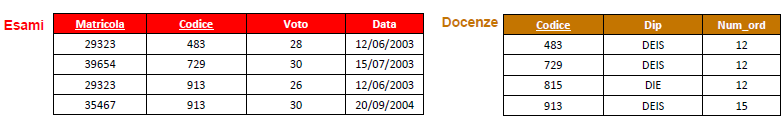 Esami
Matricola Codice Voto Data
29323 483 28 12/06/2003
39654 729 30 15/07/2003
29323 913 26 12/06/2003
35467 913 30 20/09/2004
Docenze
Codice Dip Num_ord
483 DEIS 12
729 DEIS 12
815 DIE 12
913 DEIS 15